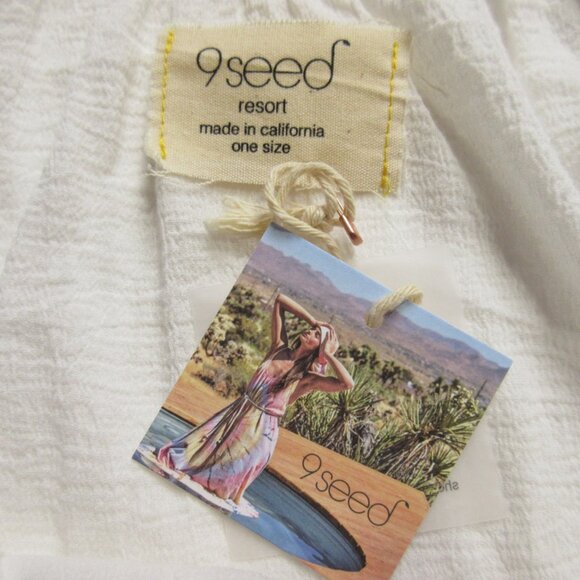 9seed
resort
made in california
one size
9seed